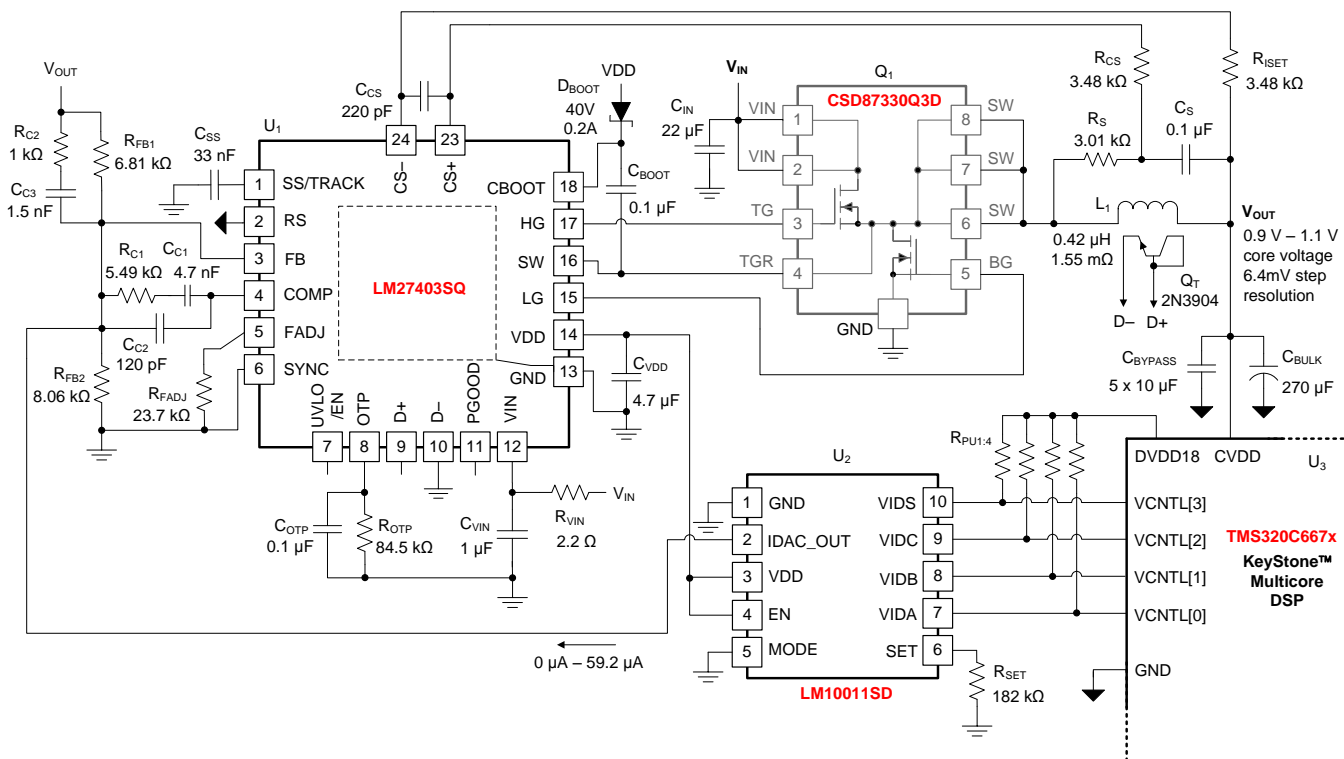 VOUT
RC2
1 kΩ
CC3
1.5 nF
RFB1
6.81 kΩ
CSS
33 nF
RC1
5.49 kΩ
CC1
4.7 nF
CC2
120 pF
RFB2
8.06 kΩ
RFADJ
23.7 kΩ
CCS
220 pF
U1
24
23
CS-
CS+
1
SS/TRACK
2
RS
3
FB
4
COMP
5
FADJ
6
SYNC
LM27403SQ
CBOOT
18
HG
17
SW
16
LG
15
VDD
14
GND
13
UVLO
/EN
OTP
D+
D–
PGOOD
VIN
7
8
9
10
11
12
COTP
0.1 µF
ROTP
84.5 kΩ
CVIN
1 µF
RVIN
2.2 Ω
VIN
VDD
DBOOT
40V
0.2A
CBOOT
0.1 µF
CVDD
4.7 µF
VIN
CIN
22 µF
Q1
CSD87330Q3D
VIN
1
VIN
2
TG
3
TGR
4
8
SW
7
SW
6
SW
5
BG
GND
RCS
3.48 kΩ
RISET
3.48 kΩ
RS
3.01 kΩ
CS
0.1 µF
L1
0.42 µH
1.55 mΩ
QT
2N3904
D–
D+
VOUT
0.9 V – 1.1 V
core voltage
6.4mV step
resolution
CBYPASS
5 x 10 µF
CBULK
270 µF
0 µA – 59.2 µA
U2
1
GND
2
IDAC_OUT
3
VDD
4
EN
5
MODE
VIDS
10
VIDC
9
VIDB
8
VIDA
7
SET
6
LM10011SD
RSET
182 kΩ
RPU1:4
DVDD18
CVDD
U3
VCNTL[3]
VCNTL[2]
VCNTL[1]
VCNTL[0]
GND
TMS320C667x
KeyStone™
Multicore
DSP